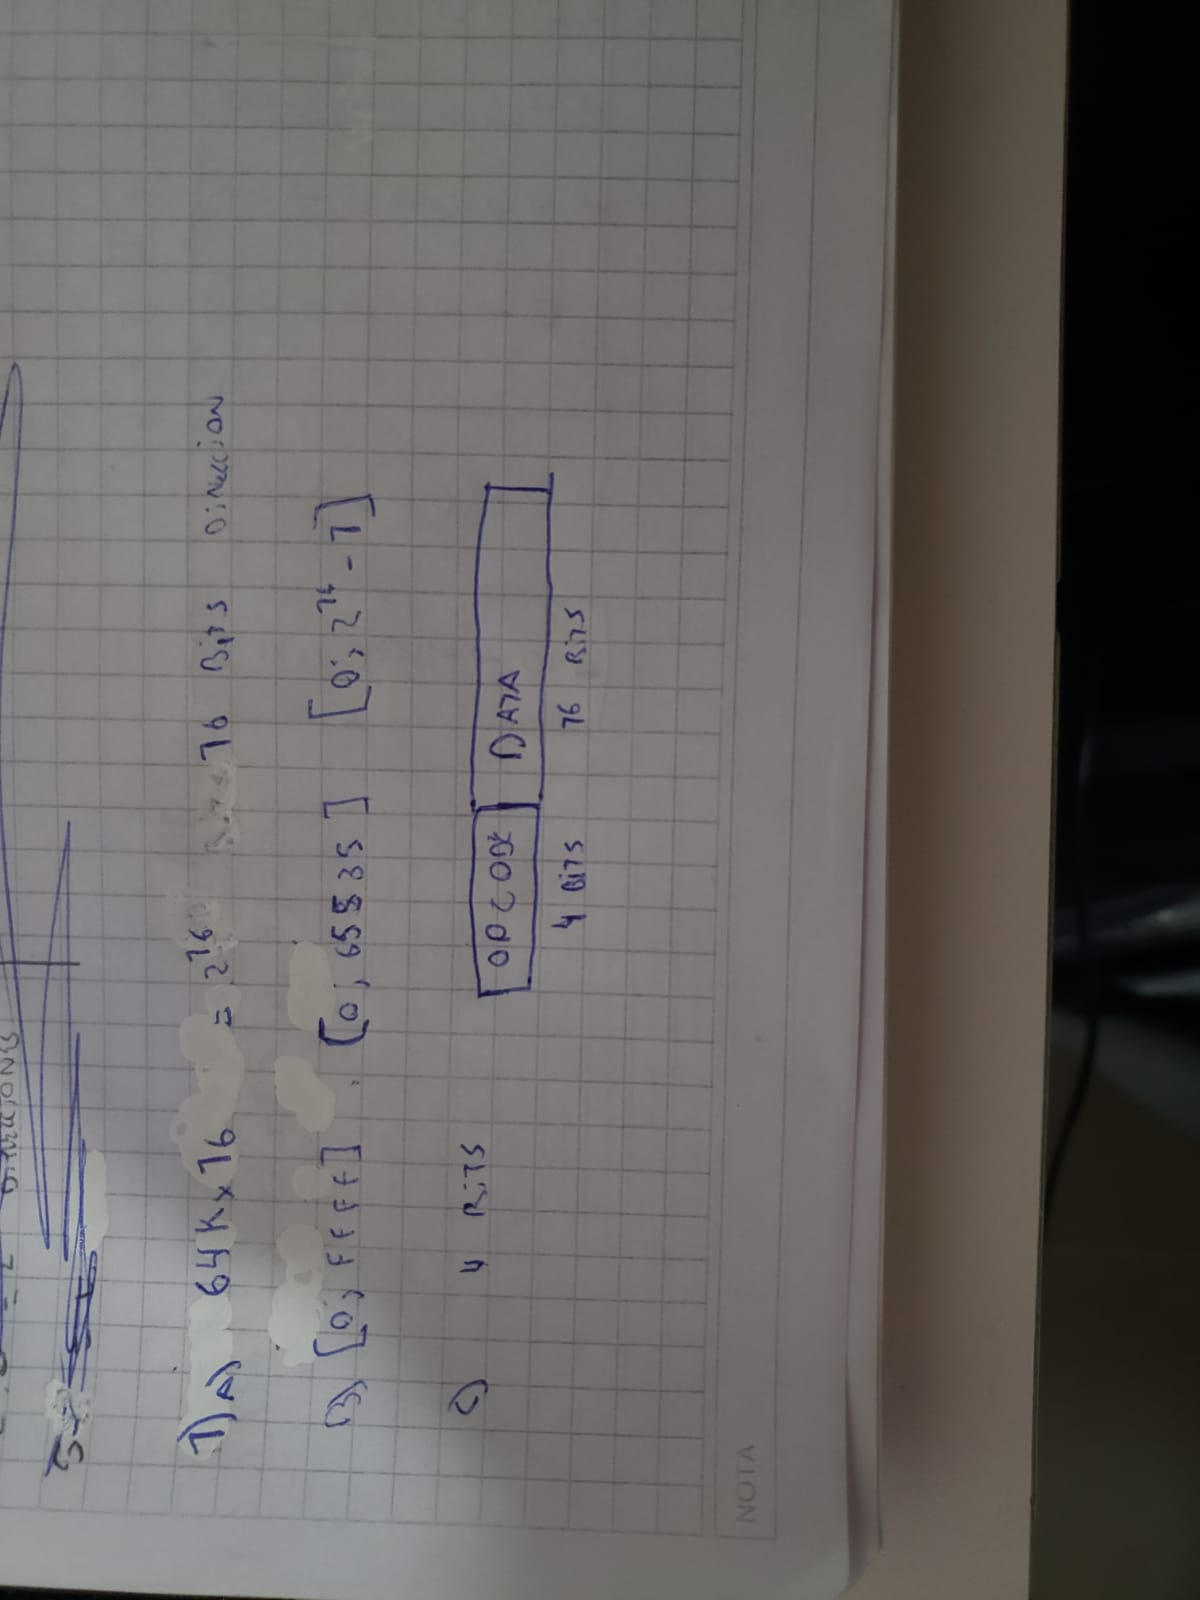 1) A) 64K x 16 = 2^16 16 Bits Direccion
B) [0; FFFF] . [0; 65535] [0; 2^16 - 1]
C) 4 Bits OPCODE DATA
4 Bits 16 Bits
NOTA